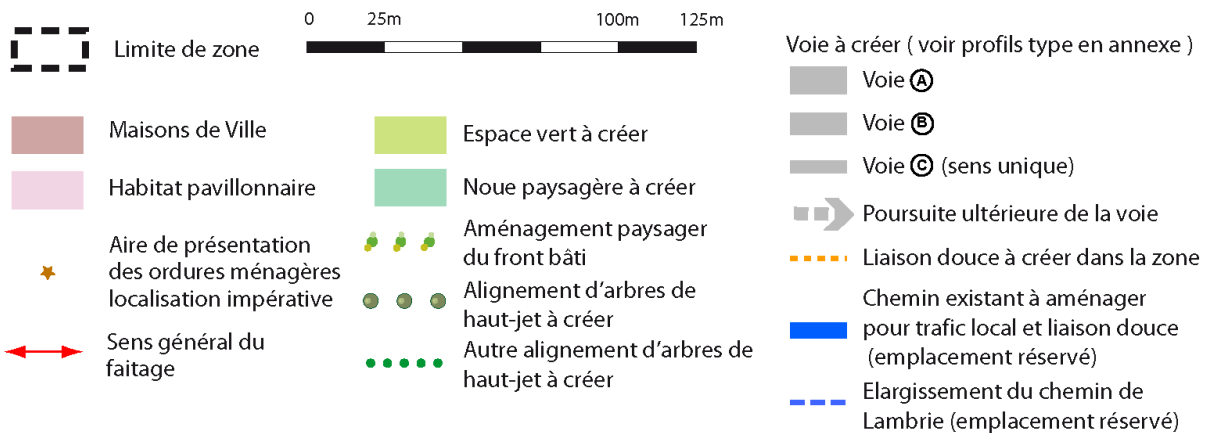 Limite de zone
0 25m 100m 125m
Maisons de Ville
Habitat pavillonnaire
Aire de présentation
des ordures ménagères
localisation impérative
Sens général du
faitage
Espace vert à créer
Noue paysagère à créer
Aménagement paysager
du front bâti
Alignement d’arbres de
haut-jet à créer
Autre alignement d’arbres de
haut-jet à créer
Voie à créer ( voir profils type en annexe )
Voie Ⓐ
Voie Ⓑ
Voie Ⓒ (sens unique)
Poursuite ultérieure de la voie
Liaison douce à créer dans la zone
Chemin existant à aménager
pour trafic local et liaison douce
(emplacement réservé)
Elargissement du chemin de
Lambrie (emplacement réservé)